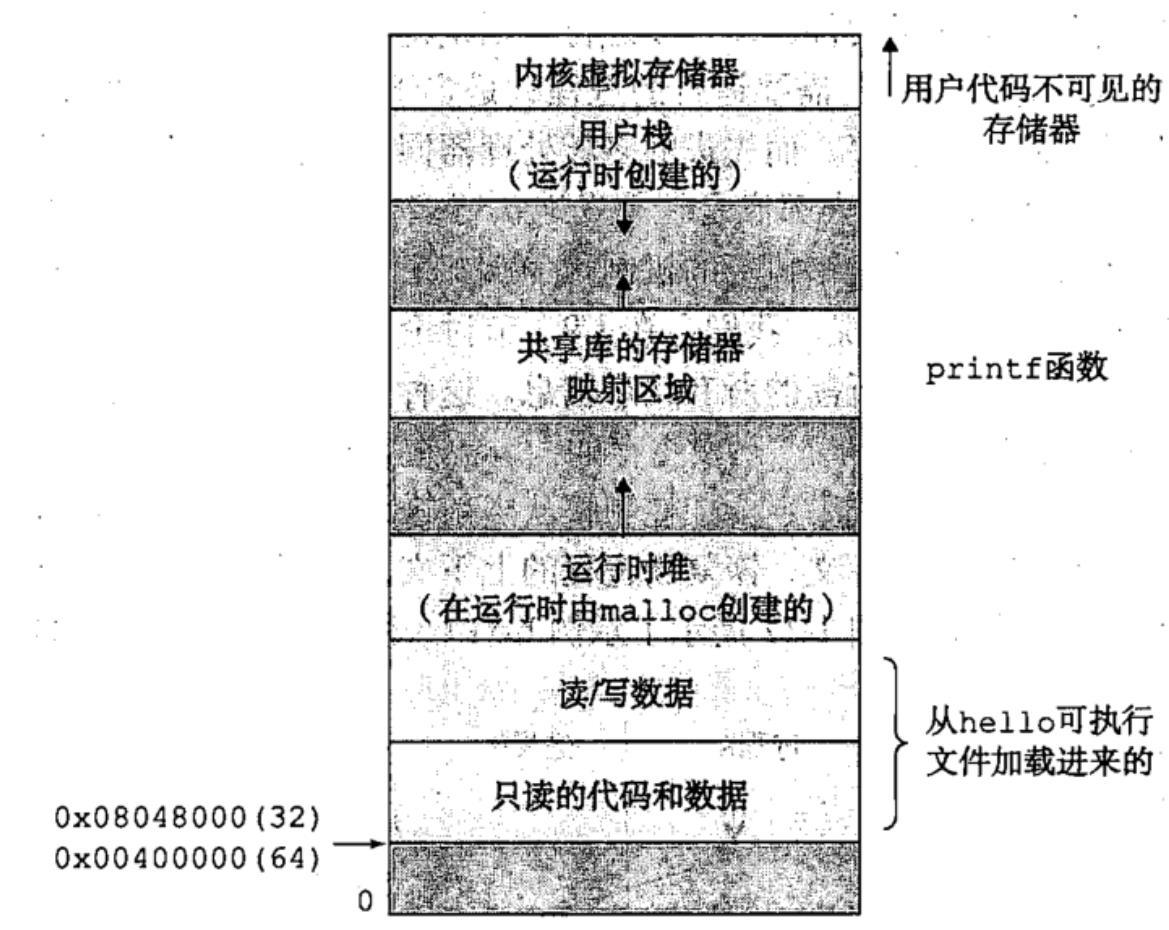 内核虚拟存储器
用户代码不可见的
存储器
用户栈
（运行时创建的）
共享库的存储器
映射区域
printf函数
运行时堆
（在运行时由malloc创建的）
读/写数据
从hello可执行
文件加载进来的
只读的代码和数据
0x08048000(32)
0x00400000(64)
0